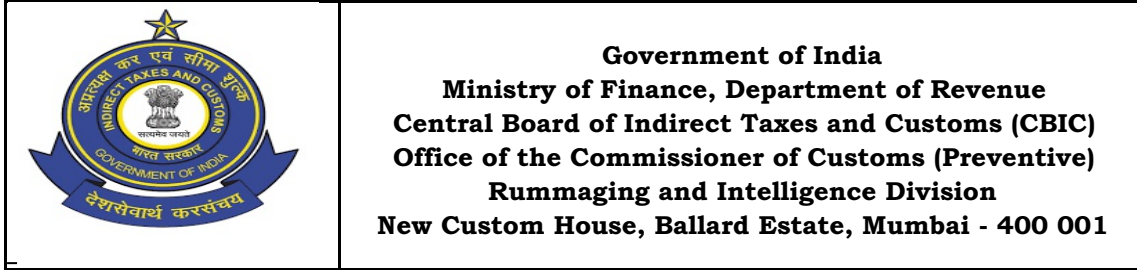 अप्रत्यक्ष कर एवं सीमा शुल्क
INDIRECT TAXES AND CUSTOMS
सत्यमेव जयते
भारत सरकार
GOVERNMENT OF INDIA
देशसेवार्थ करसंचय
Government of India
Ministry of Finance, Department of Revenue
Central Board of Indirect Taxes and Customs (CBIC)
Office of the Commissioner of Customs (Preventive)
Rummaging and Intelligence Division
New Custom House, Ballard Estate, Mumbai - 400 001